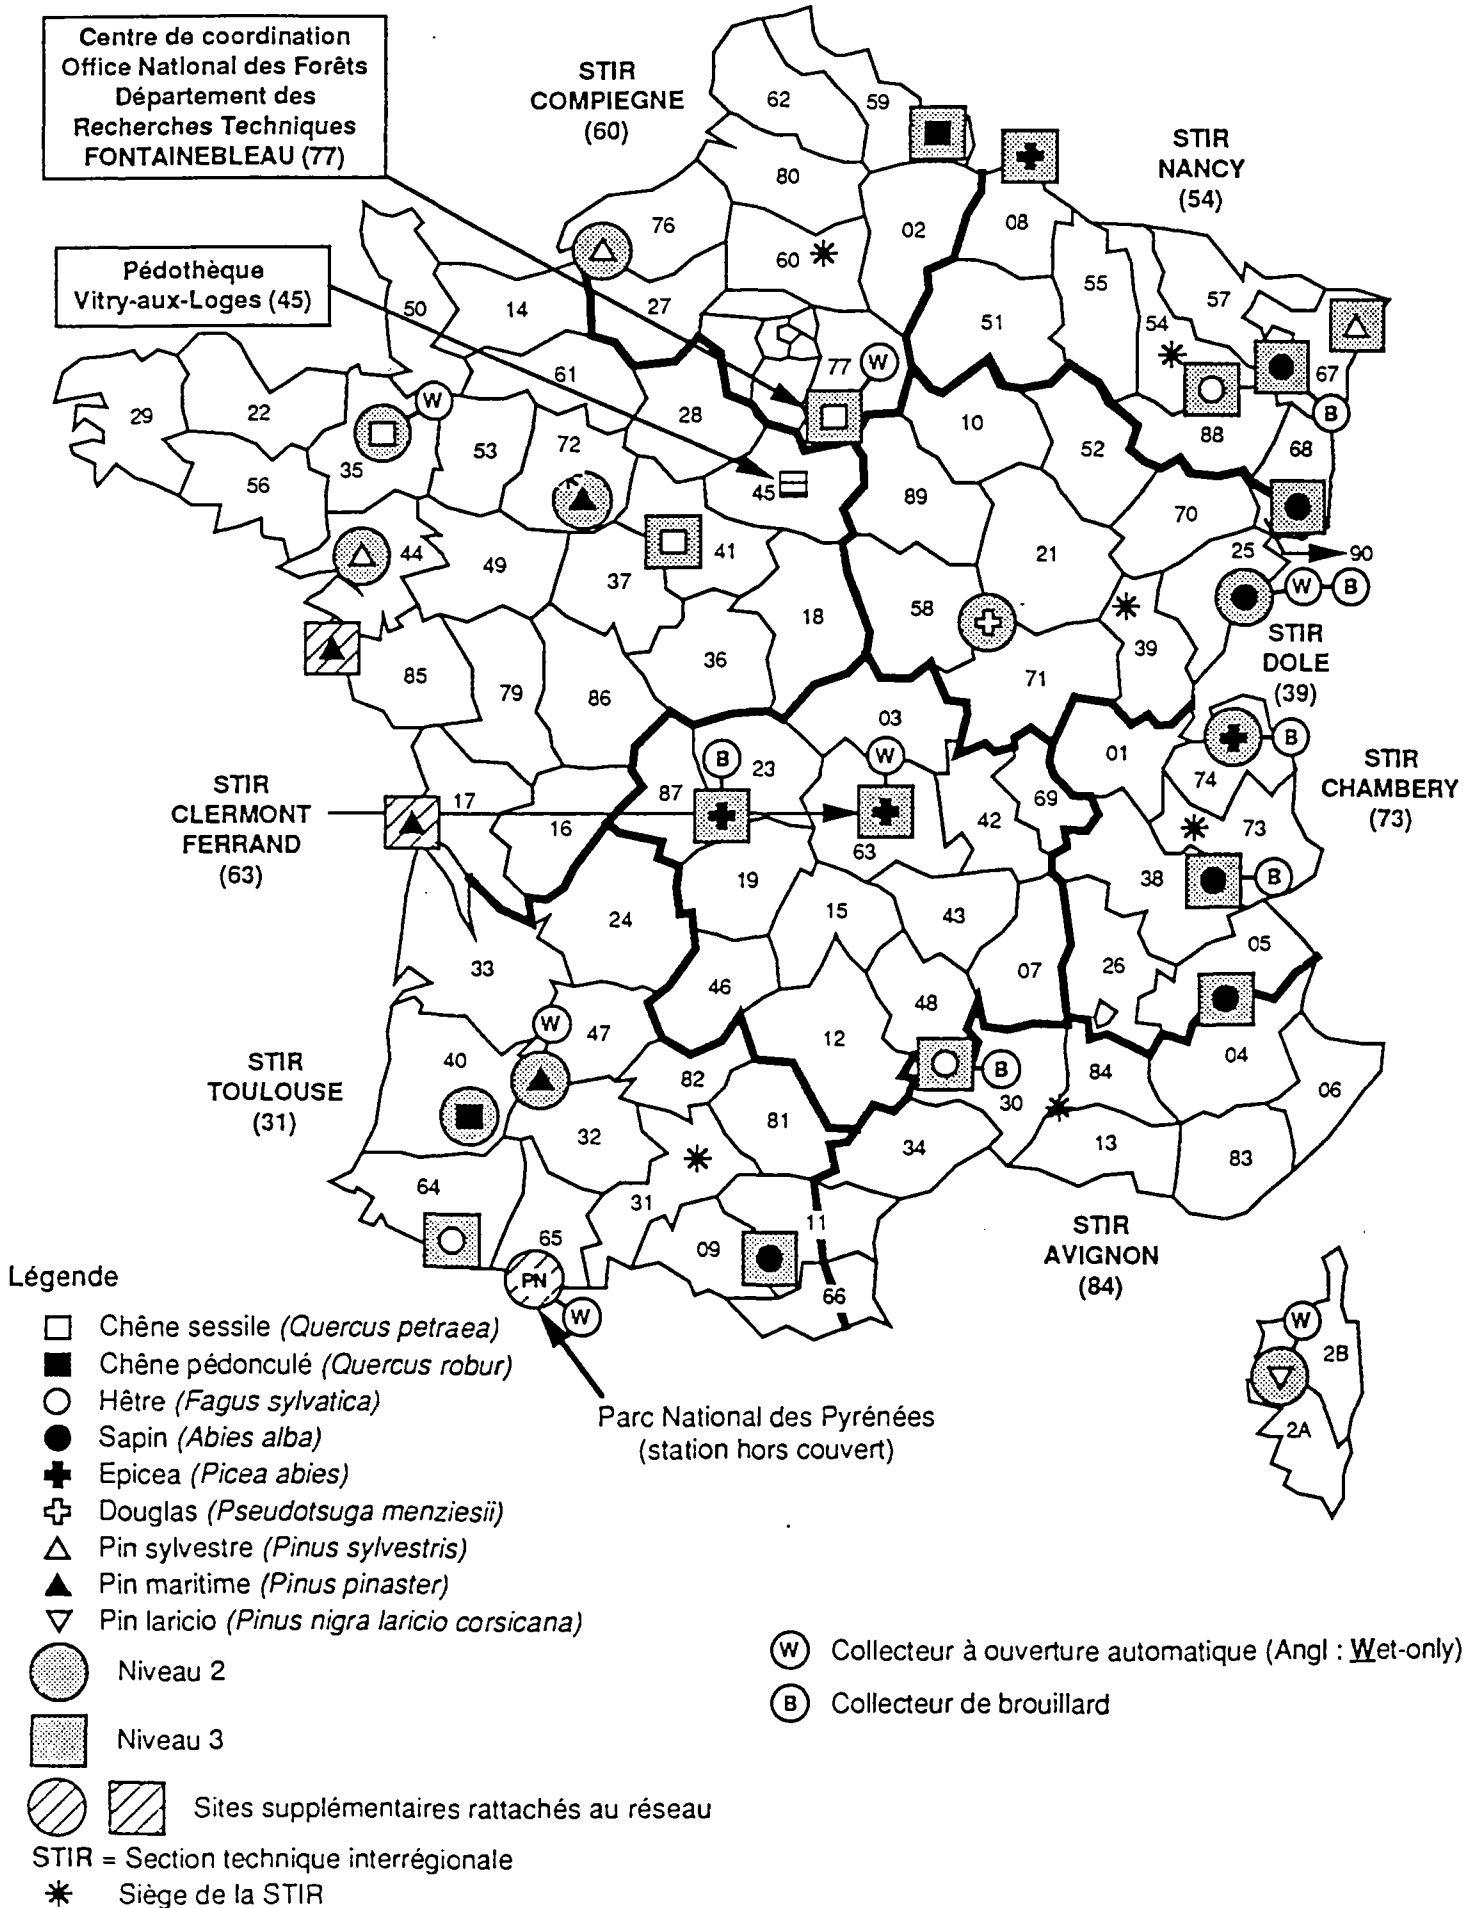 Centre de coordination
Office National des Forêts
Département des
Recherches Techniques
FONTAINEBLEAU (77)
STIR
COMPIEGNE
(60)
STIR
NANCY
(54)
Pédothèque
Vitry-aux-Loges (45)
62
59
80
76
02
08
60
27
50
14
51
55
54
57
67
77
W
61
28
10
52
88
B
68
29
22
W
35
53
72
56
45
89
70
44
49
37
41
21
25
90
W
B
18
58
39
STIR
DOLE
(39)
85
79
86
36
71
03
01
B
74
STIR
CHAMBERY
(73)
STIR
CLERMONT
FERRAND
(63)
17
16
87
B
23
W
63
42
69
73
38
B
19
24
15
43
33
46
48
07
26
05
W
47
12
STIR
TOULOUSE
(31)
40
82
B
30
84
04
06
32
81
34
13
83
64
31
65
09
11
66
PN
W
STIR
AVIGNON
(84)
W
2B
2A
Parc National des Pyrénées
(station hors couvert)
Légende
Chêne sessile (Quercus petraea)
Chêne pédonculé (Quercus robur)
Hêtre (Fagus sylvatica)
Sapin (Abies alba)
Epicea (Picea abies)
Douglas (Pseudotsuga menziesii)
Pin sylvestre (Pinus sylvestris)
Pin maritime (Pinus pinaster)
Pin laricio (Pinus nigra laricio corsicana)
Niveau 2
Niveau 3
Sites supplémentaires rattachés au réseau
STIR = Section technique interrégionale
Siège de la STIR
W Collecteur à ouverture automatique (Angl : Wet-only)
B Collecteur de brouillard